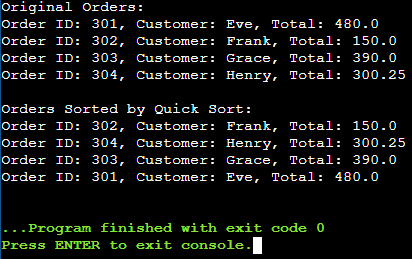 Original Orders:
Order ID: 301, Customer: Eve, Total: 480.0
Order ID: 302, Customer: Frank, Total: 150.0
Order ID: 303, Customer: Grace, Total: 390.0
Order ID: 304, Customer: Henry, Total: 300.25
Orders Sorted by Quick Sort:
Order ID: 302, Customer: Frank, Total: 150.0
Order ID: 304, Customer: Henry, Total: 300.25
Order ID: 303, Customer: Grace, Total: 390.0
Order ID: 301, Customer: Eve, Total: 480.0
...Program finished with exit code 0
Press ENTER to exit console.